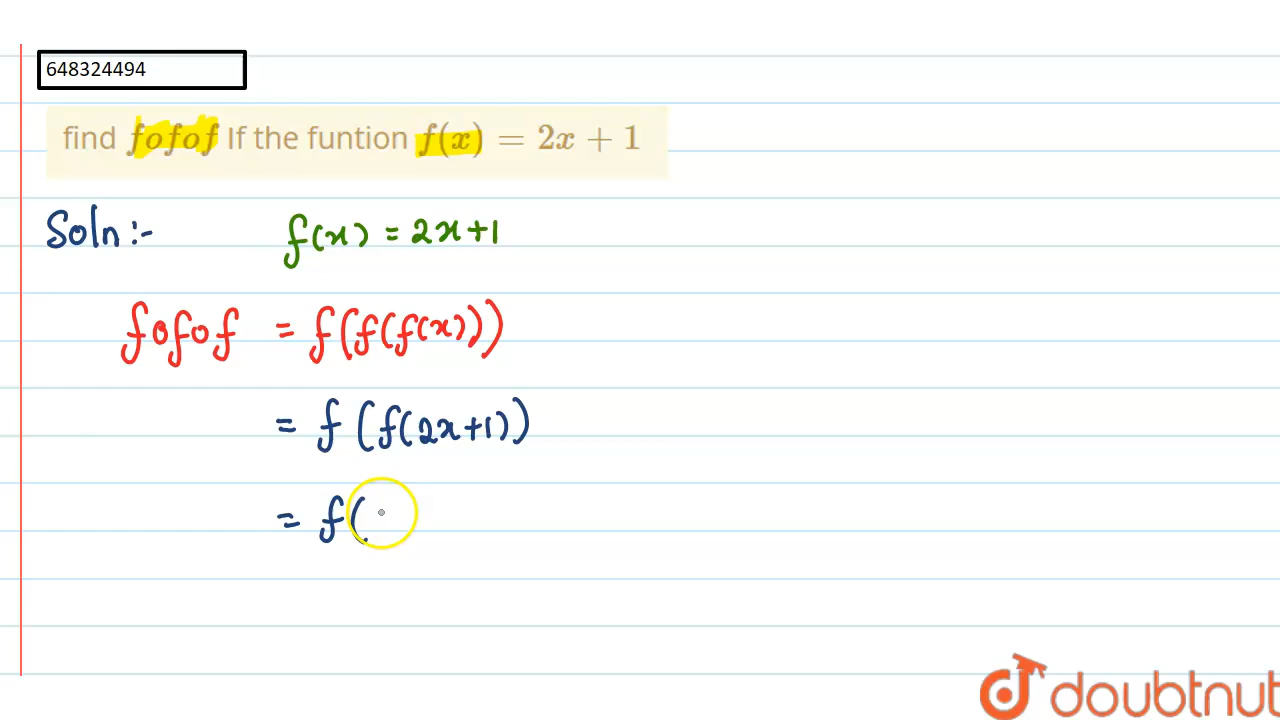 648324494
find fofof If the funtion f(x) = 2x + 1
Soln :- f(x) = 2x+1
fofof = f(f(f(x)))
= f(f(2x+1))
= f(
doubtnut